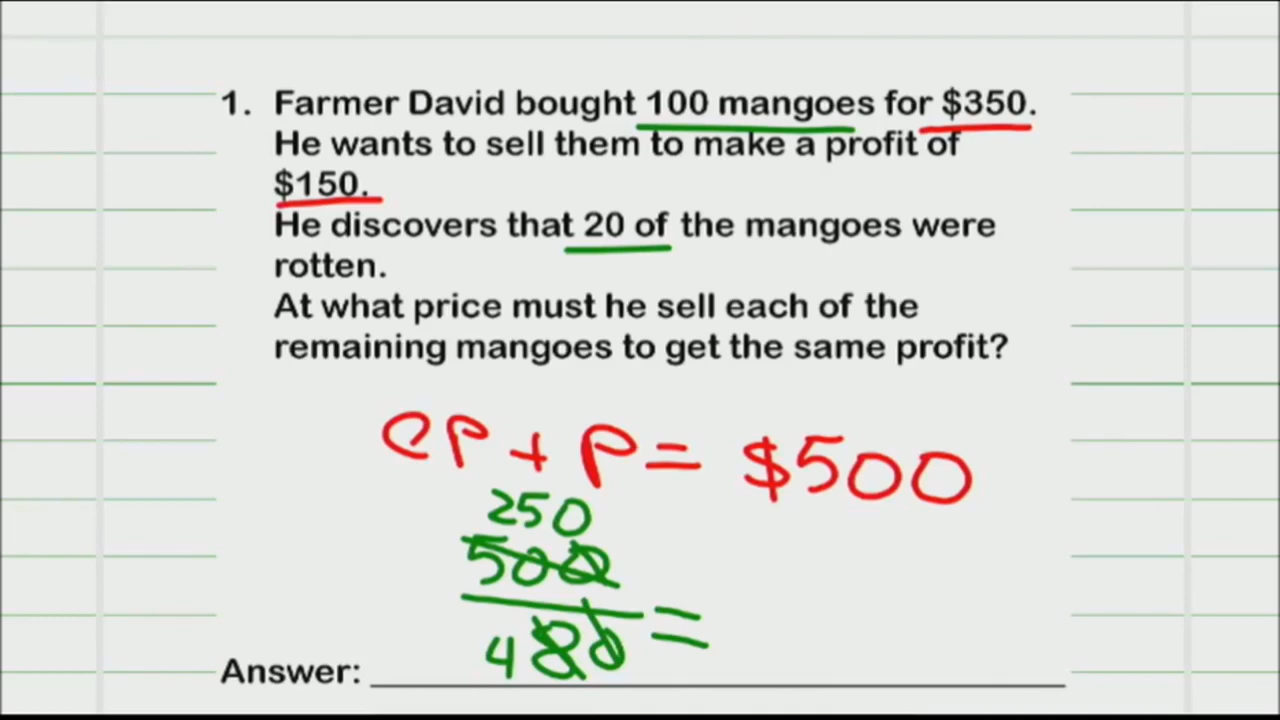 1. Farmer David bought 100 mangoes for $350.
He wants to sell them to make a profit of
$150.
He discovers that 20 of the mangoes were
rotten.
At what price must he sell each of the
remaining mangoes to get the same profit?
CP + P = $500
250
500
4 80 =
Answer: